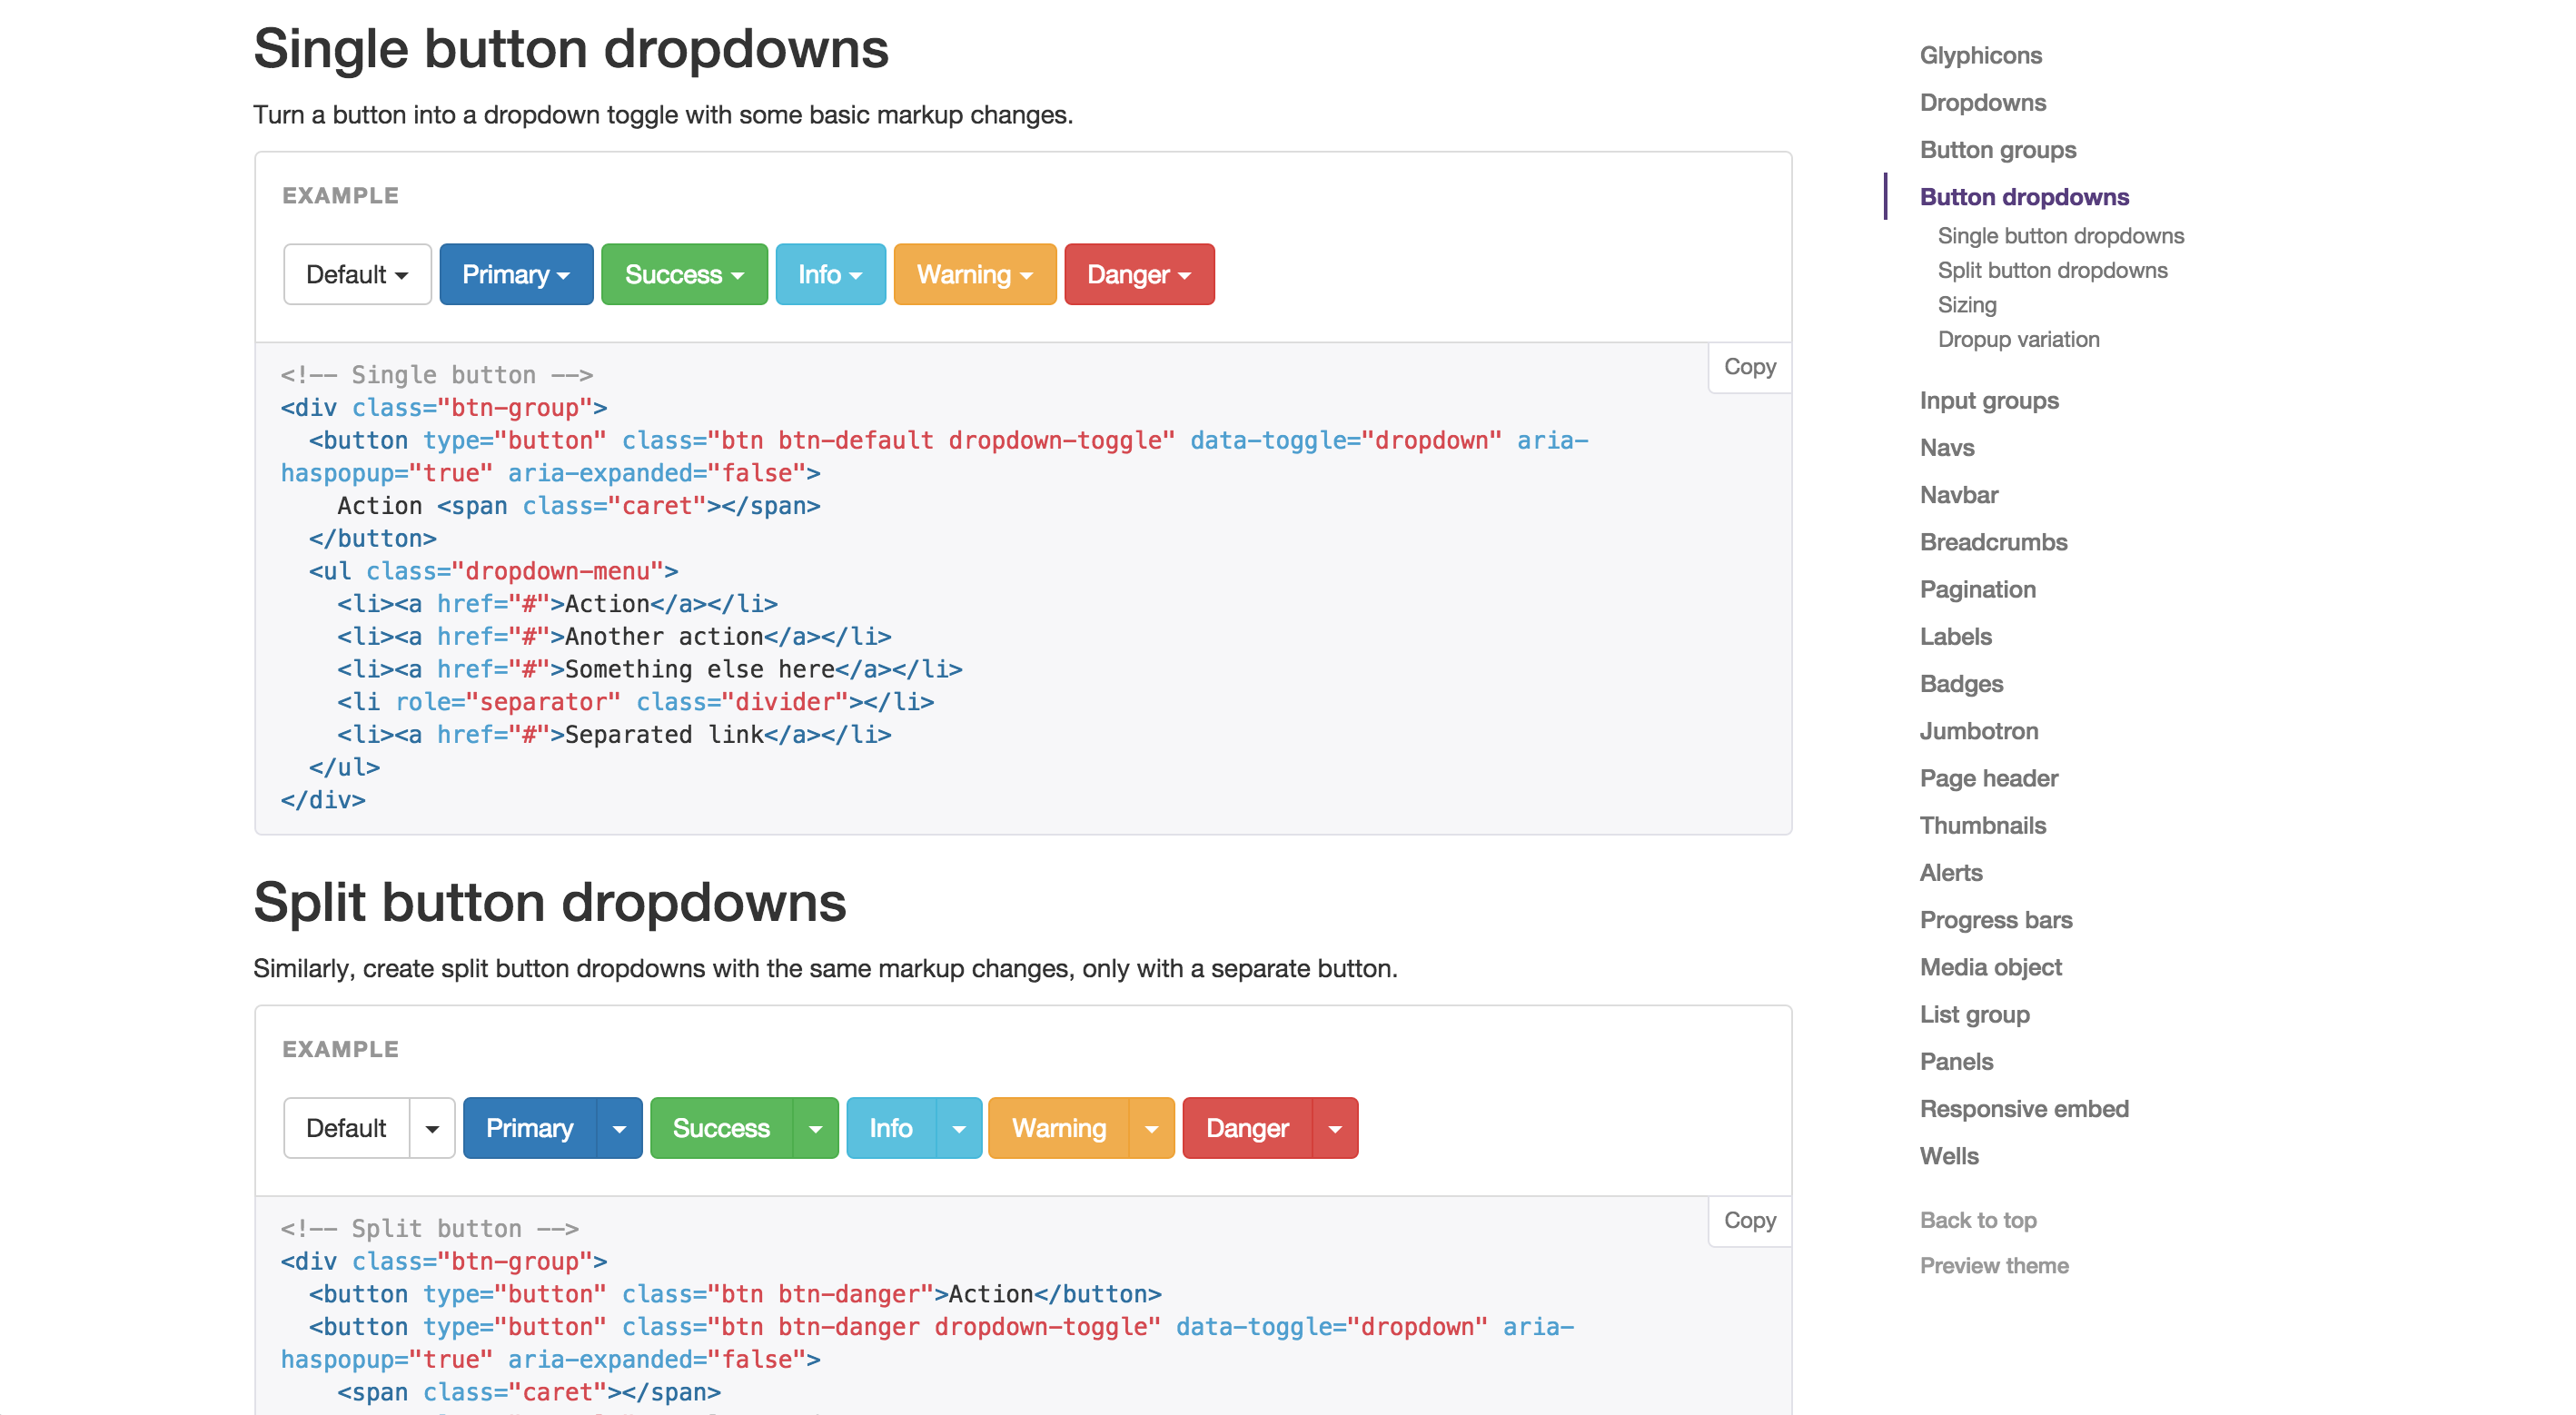 Single button dropdowns
Turn a button into a dropdown toggle with some basic markup changes.
EXAMPLE
Default Primary Success Info Warning Danger
Copy
<!-- Single button -->
<div class="btn-group">
  <button type="button" class="btn btn-default dropdown-toggle" data-toggle="dropdown" aria-
haspopup="true" aria-expanded="false">
    Action <span class="caret"></span>
  </button>
  <ul class="dropdown-menu">
    <li><a href="#">Action</a></li>
    <li><a href="#">Another action</a></li>
    <li><a href="#">Something else here</a></li>
    <li role="separator" class="divider"></li>
    <li><a href="#">Separated link</a></li>
  </ul>
</div>
Split button dropdowns
Similarly, create split button dropdowns with the same markup changes, only with a separate button.
EXAMPLE
Default Primary Success Info Warning Danger
Copy
<!-- Split button -->
<div class="btn-group">
  <button type="button" class="btn btn-danger">Action</button>
  <button type="button" class="btn btn-danger dropdown-toggle" data-toggle="dropdown" aria-
haspopup="true" aria-expanded="false">
    <span class="caret"></span>
Glyphicons
Dropdowns
Button groups
Button dropdowns
Single button dropdowns
Split button dropdowns
Sizing
Dropup variation
Input groups
Navs
Navbar
Breadcrumbs
Pagination
Labels
Badges
Jumbotron
Page header
Thumbnails
Alerts
Progress bars
Media object
List group
Panels
Responsive embed
Wells
Back to top
Preview theme